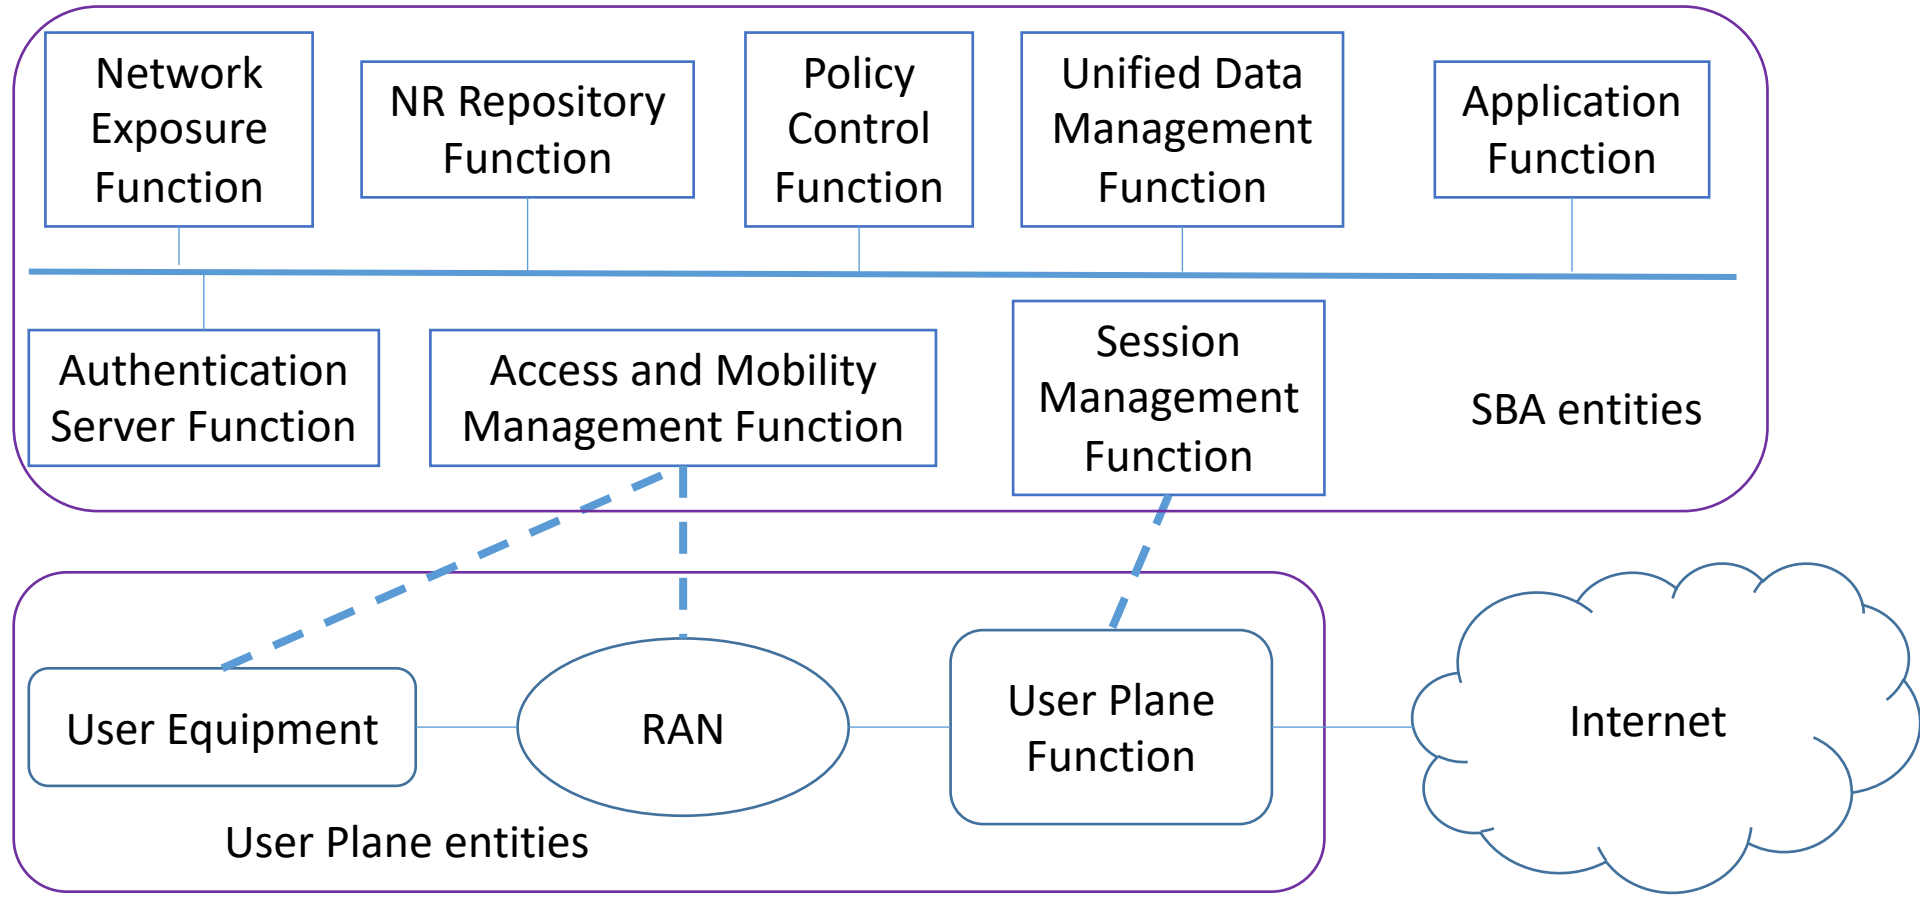 Network
Exposure
Function
NR Repository
Function
Policy
Control
Function
Unified Data
Management
Function
Application
Function
Authentication
Server Function
Access and Mobility
Management Function
Session
Management
Function
SBA entities
User Equipment
RAN
User Plane
Function
Internet
User Plane entities